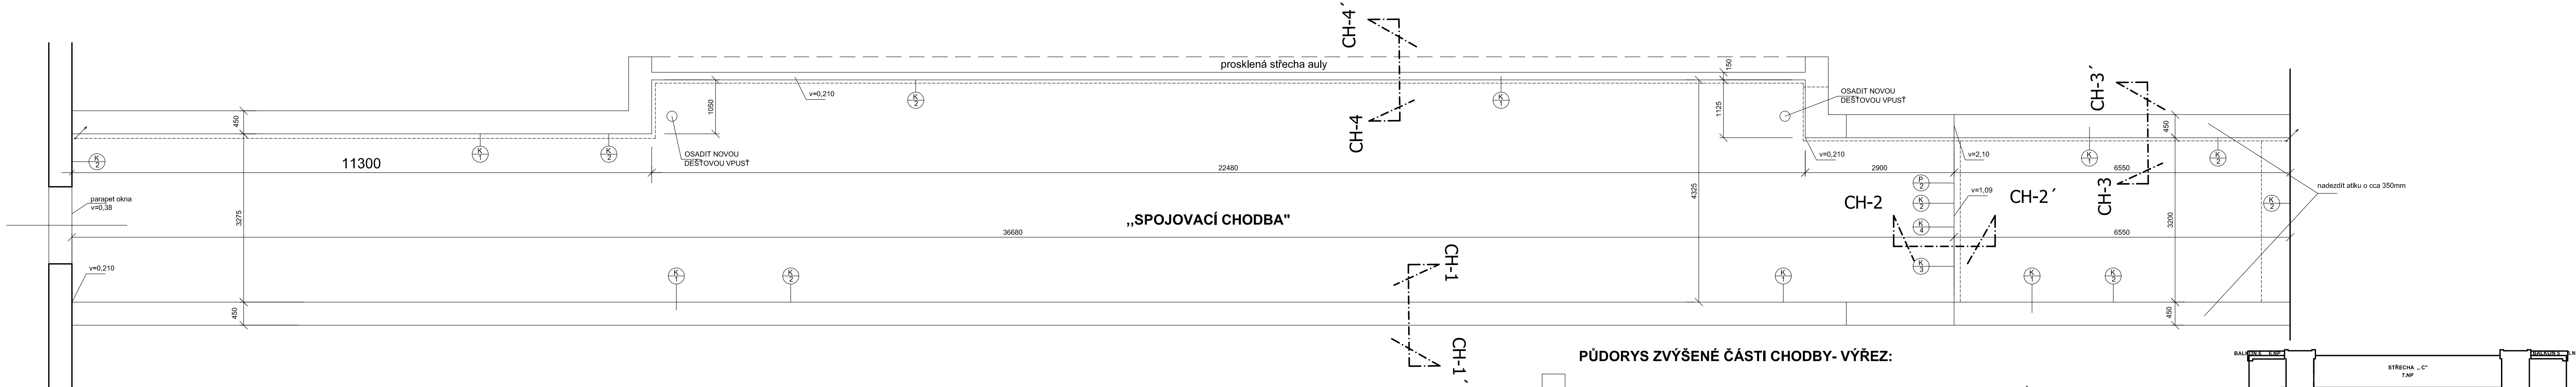 CH-4´
prosklená střecha auly
150
v=0,210
K
2
K
1
1050
1125
CH-4
OSADIT NOVOU
DEŠŤOVOU VPUSŤ
CH-3´
450
450
K
2
K
1
K
2
OSADIT NOVOU
DEŠŤOVOU VPUSŤ
11300
22480
v=0,210
2900
v=2,10
K
1
K
2
6550
P
2
v=1,09
CH-3
nadezdít atiku o cca 350mm
parapet okna
v=0,38
3275
4325
CH-2
K
2
CH-2´
K
2
K
4
3200
,,SPOJOVACÍ CHODBA"
36680
6550
v=0,210
K
1
K
2
CH-1
K
1
K
3
K
1
K
2
450
450
CH-1´
PŮDORYS ZVÝŠENÉ ČÁSTI CHODBY- VÝŘEZ:
STŘECHA ,, C"
7.NP